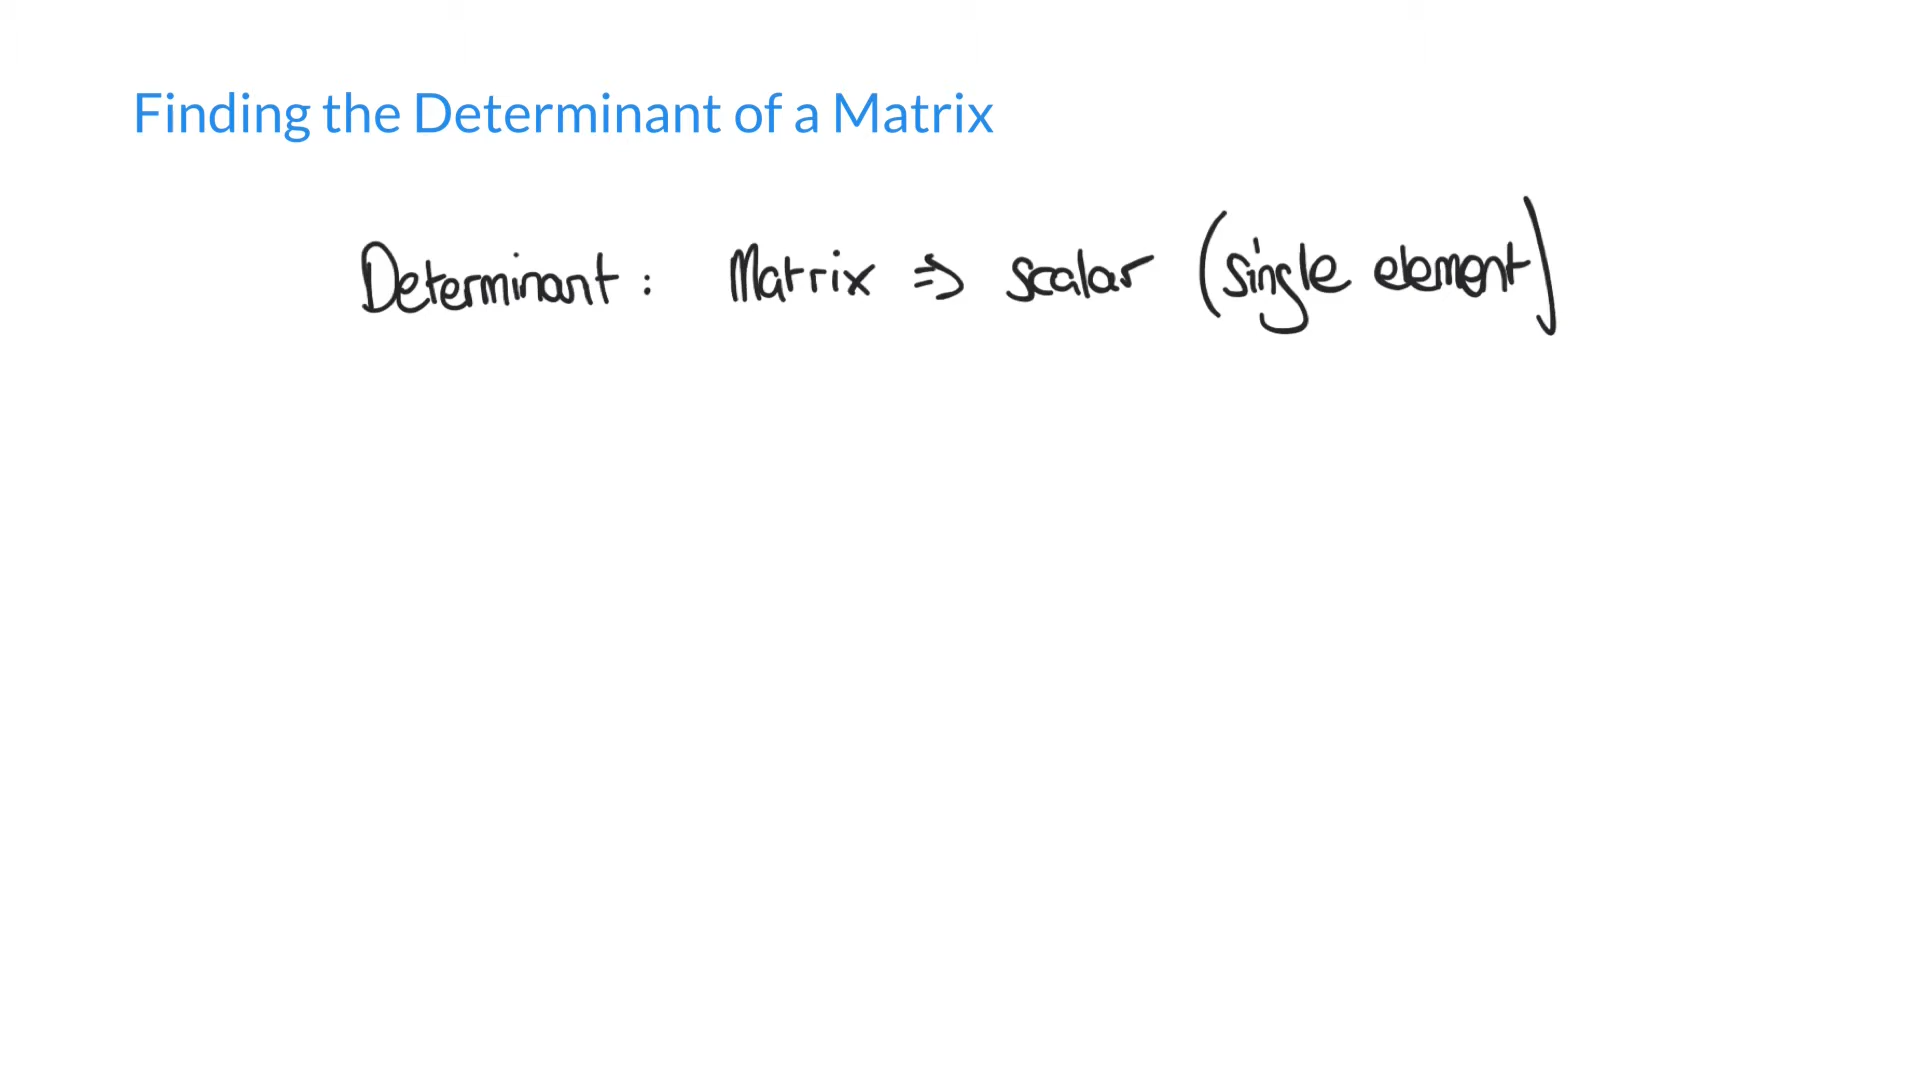 Finding the Determinant of a Matrix
Determinant : Matrix ⇒ scalar (single element)